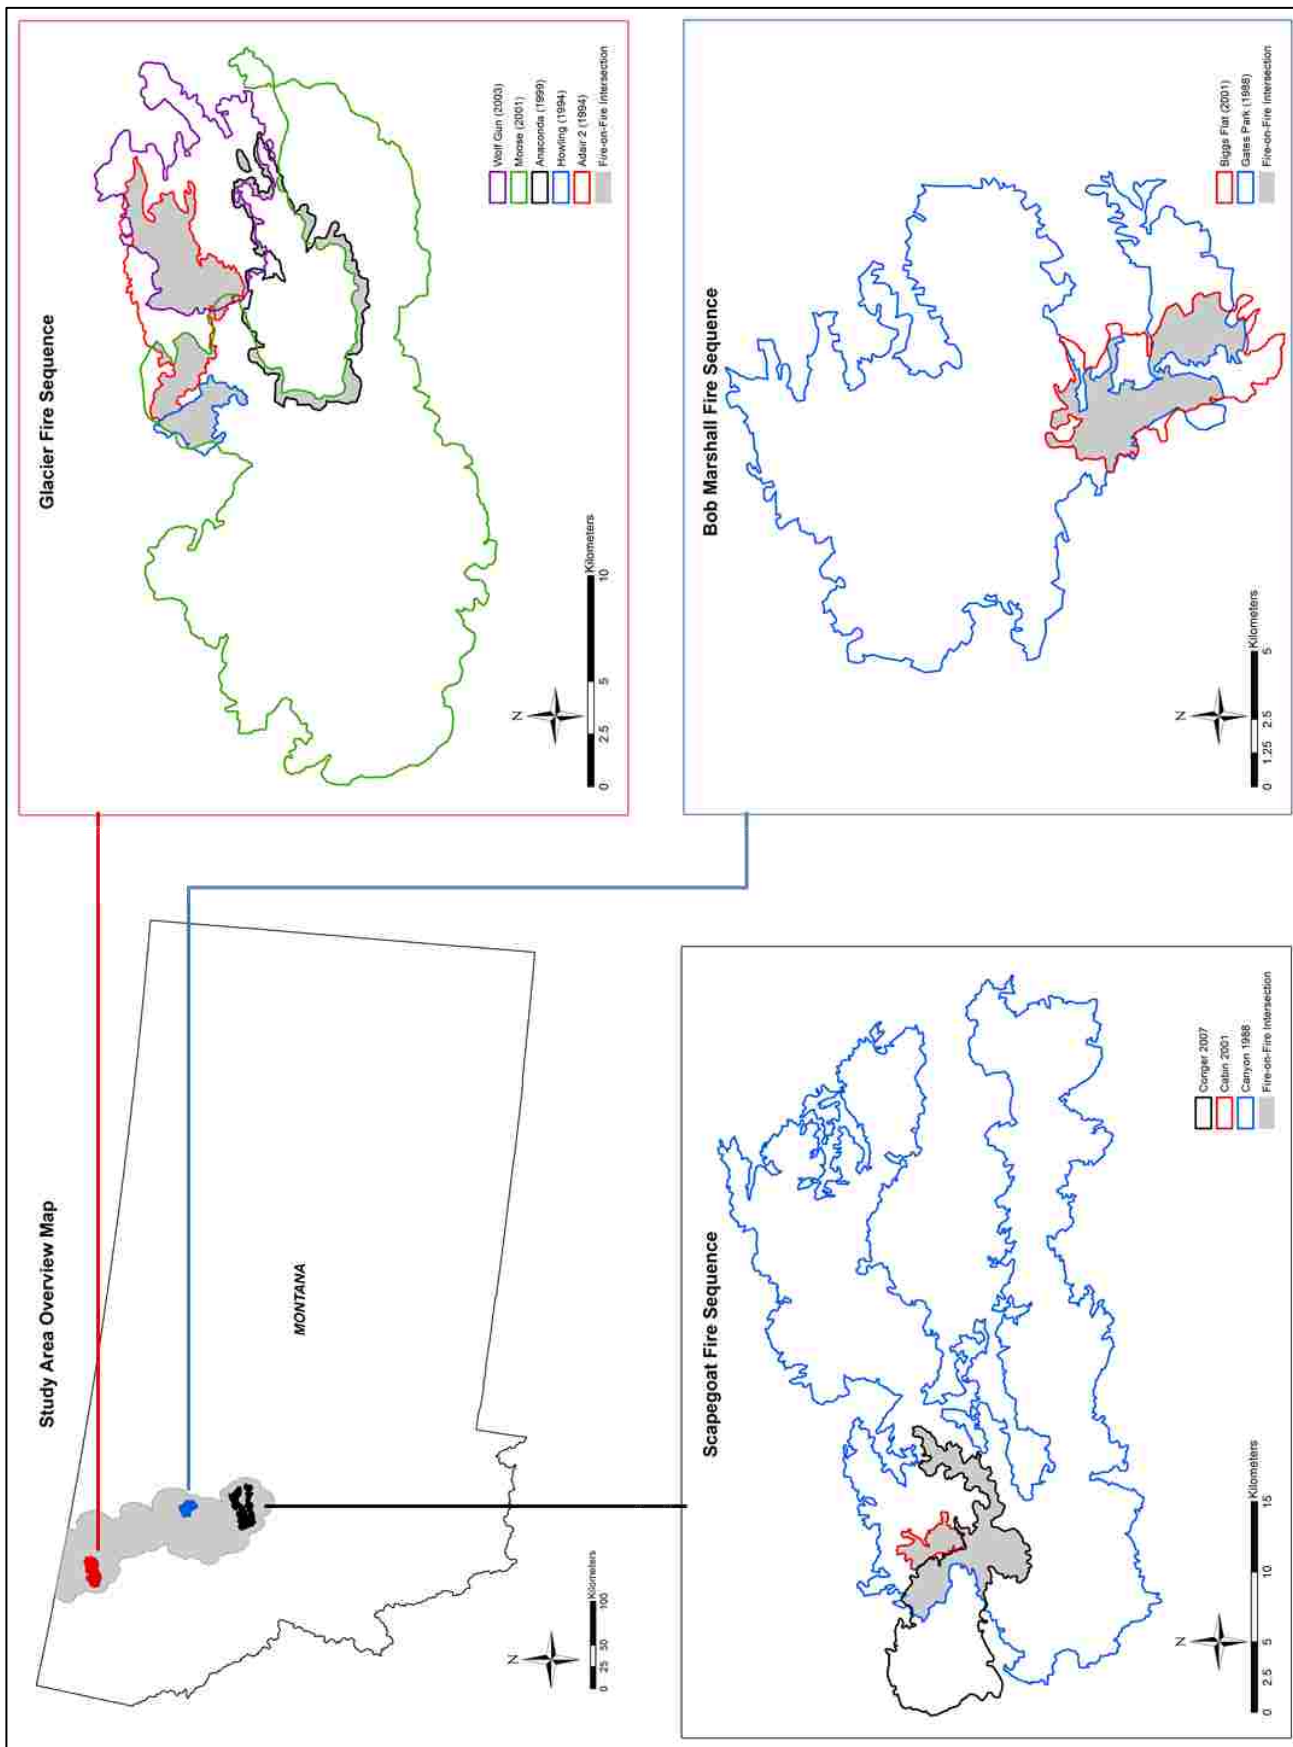 Study Area Overview Map
MONTANA
N
0 25 50 100
Kilometers
Glacier Fire Sequence
Wolf Gun (2003)
Moose (2001)
Anaconda (1999)
Howling (1994)
Adair 2 (1994)
Fire-on-Fire Intersection
N
0 2.5 5 10
Kilometers
Scapegoat Fire Sequence
Conger 2007
Cabin 2001
Canyon 1988
Fire-on-Fire Intersection
N
0 2.5 5 10 15
Kilometers
Bob Marshall Fire Sequence
Biggs Flat (2001)
Gates Park (1988)
Fire-on-Fire Intersection
N
0 1.25 2.5 5
Kilometers